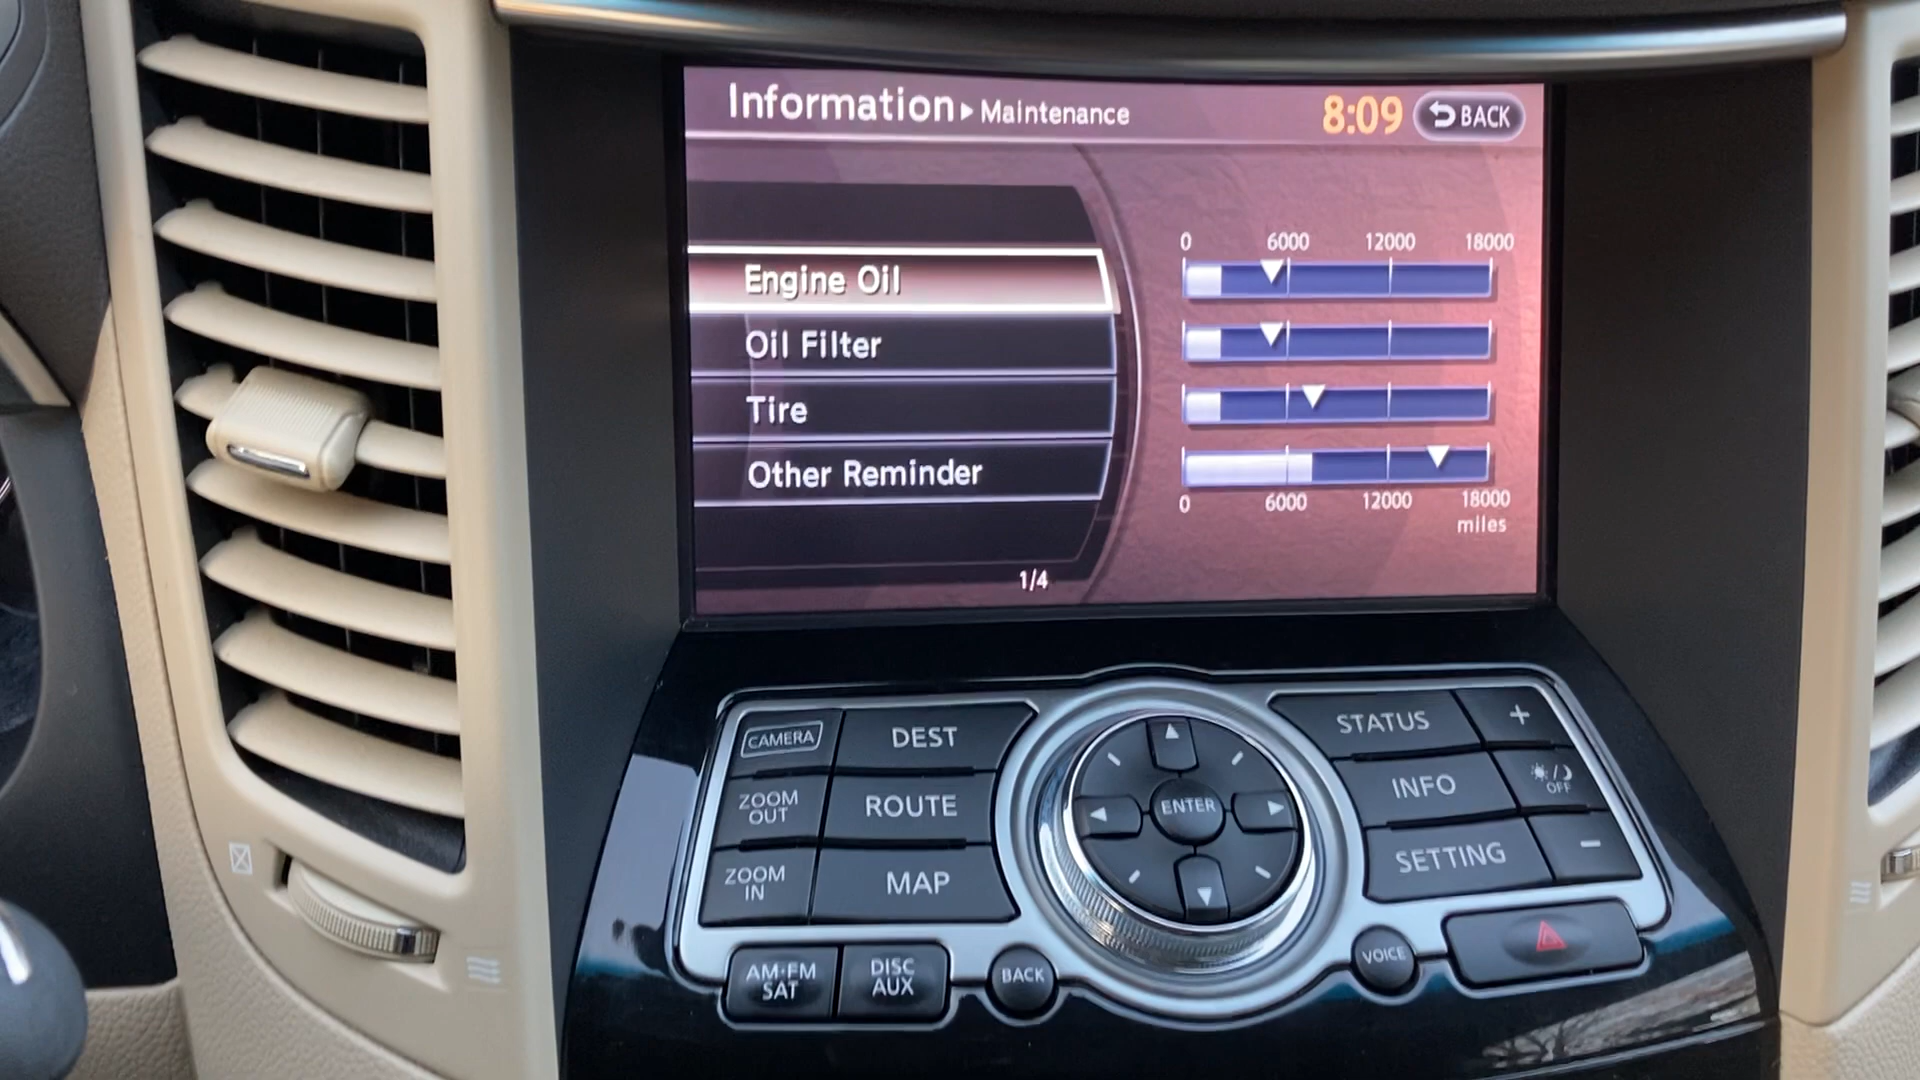 Information ▸ Maintenance 8:09 BACK
0 6000 12000 18000
Engine Oil
Oil Filter
Tire
Other Reminder
0 6000 12000 18000
miles
1/4
CAMERA
DEST
ZOOM
OUT
ROUTE
ZOOM
IN
MAP
ENTER
STATUS
+
INFO
OFF
SETTING
−
AM·FM
SAT
DISC
AUX
BACK
VOICE